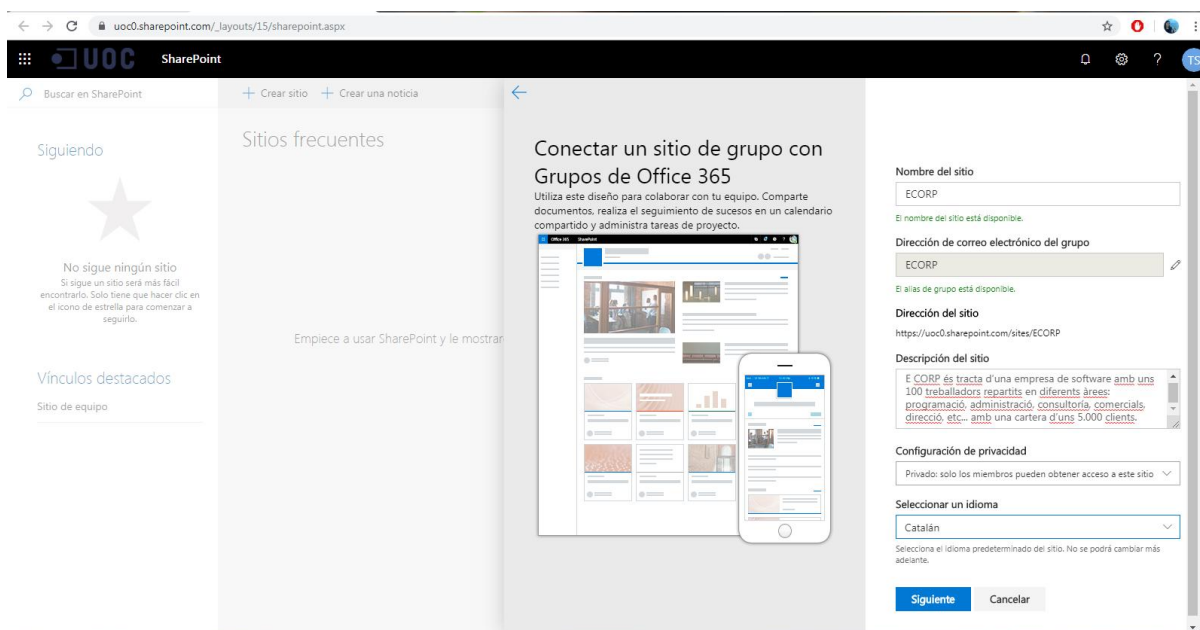 uoc0.sharepoint.com/_layouts/15/sharepoint.aspx
UOC
SharePoint
TS
Buscar en SharePoint
Crear sitio
Crear una noticia
Siguiendo
No sigue ningún sitio
Si sigue un sitio será más fácil
encontrarlo. Solo tiene que hacer clic en
el icono de estrella para comenzar a
seguirlo.
Vínculos destacados
Sitio de equipo
Sitios frecuentes
Empiece a usar SharePoint y le mostrar
Conectar un sitio de grupo con
Grupos de Office 365
Utiliza este diseño para colaborar con tu equipo. Comparte
documentos, realiza el seguimiento de sucesos en un calendario
compartido y administra tareas de proyecto.
Office 365 SharePoint
Nombre del sitio
ECORP
El nombre del sitio está disponible.
Dirección de correo electrónico del grupo
ECORP
El alias de grupo está disponible.
Dirección del sitio
https://uoc0.sharepoint.com/sites/ECORP
Descripción del sitio
E CORP és tracta d'una empresa de software amb uns
100 treballadors repartits en diferents àrees:
programació, administració, consultoría, comercials,
direcció, etc... amb una cartera d'uns 5.000 clients.
Configuración de privacidad
Privado: solo los miembros pueden obtener acceso a este sitio
Seleccionar un idioma
Catalán
Selecciona el idioma predeterminado del sitio. No se podrá cambiar más
adelante.
Siguiente
Cancelar